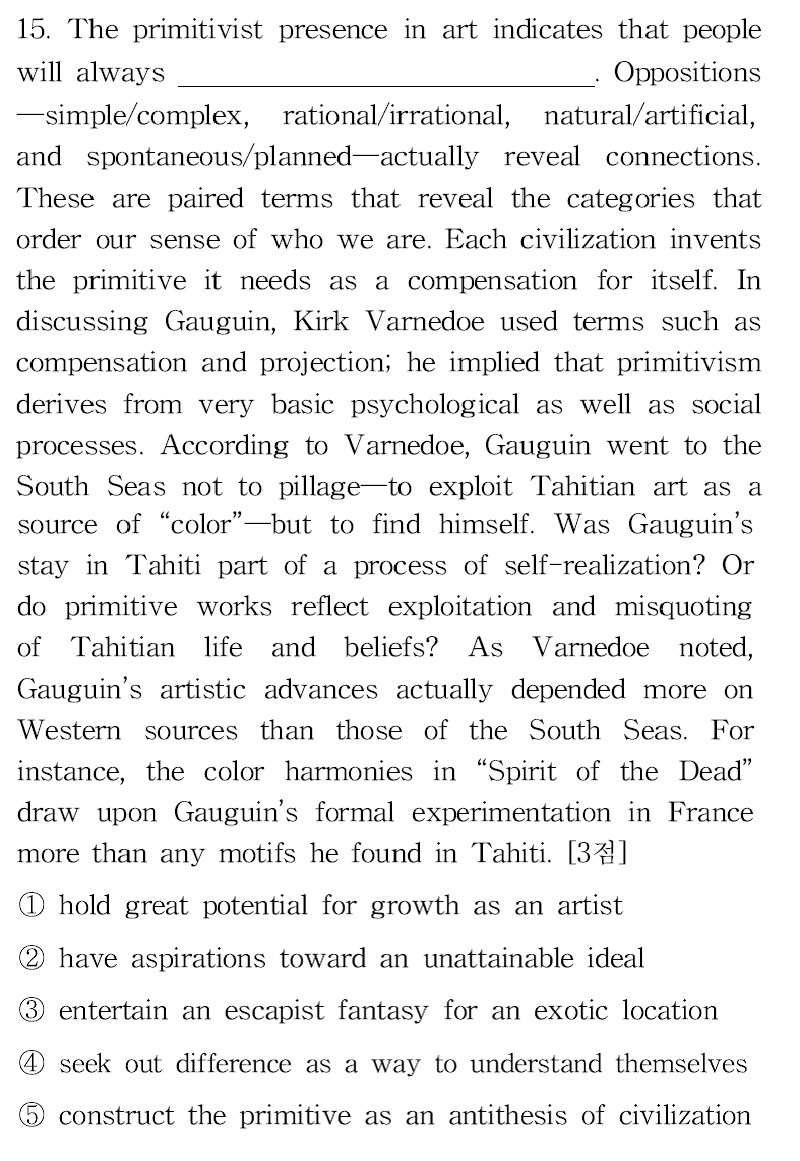 15. The primitivist presence in art indicates that people
will always ______________________________. Oppositions
—simple/complex, rational/irrational, natural/artificial,
and spontaneous/planned—actually reveal connections.
These are paired terms that reveal the categories that
order our sense of who we are. Each civilization invents
the primitive it needs as a compensation for itself. In
discussing Gauguin, Kirk Varnedoe used terms such as
compensation and projection; he implied that primitivism
derives from very basic psychological as well as social
processes. According to Varnedoe, Gauguin went to the
South Seas not to pillage—to exploit Tahitian art as a
source of “color”—but to find himself. Was Gauguin’s
stay in Tahiti part of a process of self-realization? Or
do primitive works reflect exploitation and misquoting
of Tahitian life and beliefs? As Varnedoe noted,
Gauguin’s artistic advances actually depended more on
Western sources than those of the South Seas. For
instance, the color harmonies in “Spirit of the Dead”
draw upon Gauguin’s formal experimentation in France
more than any motifs he found in Tahiti. [3점]
① hold great potential for growth as an artist
② have aspirations toward an unattainable ideal
③ entertain an escapist fantasy for an exotic location
④ seek out difference as a way to understand themselves
⑤ construct the primitive as an antithesis of civilization